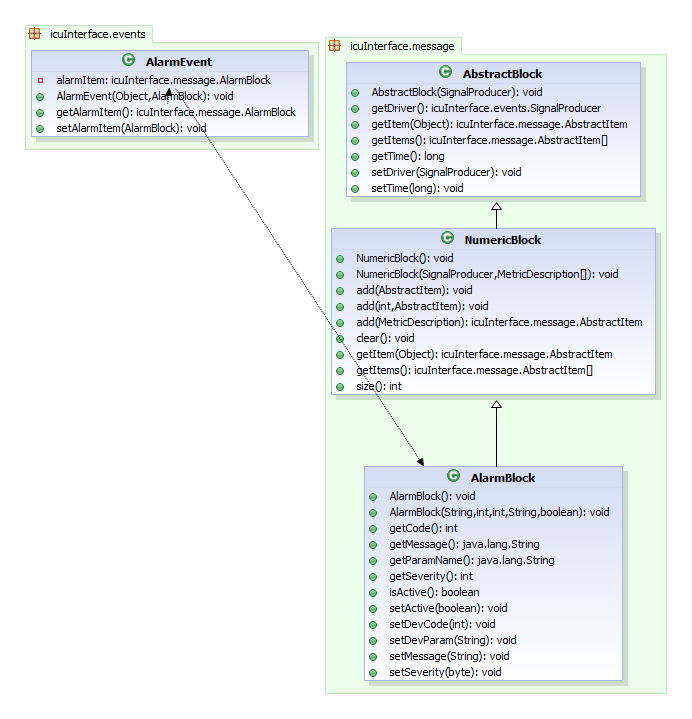 icuInterface.events
AlarmEvent
alarmItem: icuInterface.message.AlarmBlock
AlarmEvent(Object,AlarmBlock): void
getAlarmItem(): icuInterface.message.AlarmBlock
setAlarmItem(AlarmBlock): void
icuInterface.message
AbstractBlock
AbstractBlock(SignalProducer): void
getDriver(): icuInterface.events.SignalProducer
getItem(Object): icuInterface.message.AbstractItem
getItems(): icuInterface.message.AbstractItem[]
getTime(): long
setDriver(SignalProducer): void
setTime(long): void
NumericBlock
NumericBlock(): void
NumericBlock(SignalProducer,MetricDescription[]): void
add(AbstractItem): void
add(int,AbstractItem): void
add(MetricDescription): icuInterface.message.AbstractItem
clear(): void
getItem(Object): icuInterface.message.AbstractItem
getItems(): icuInterface.message.AbstractItem[]
size(): int
AlarmBlock
AlarmBlock(): void
AlarmBlock(String,int,int,String,boolean): void
getCode(): int
getMessage(): java.lang.String
getParamName(): java.lang.String
getSeverity(): int
isActive(): boolean
setActive(boolean): void
setDevCode(int): void
setDevParam(String): void
setMessage(String): void
setSeverity(byte): void